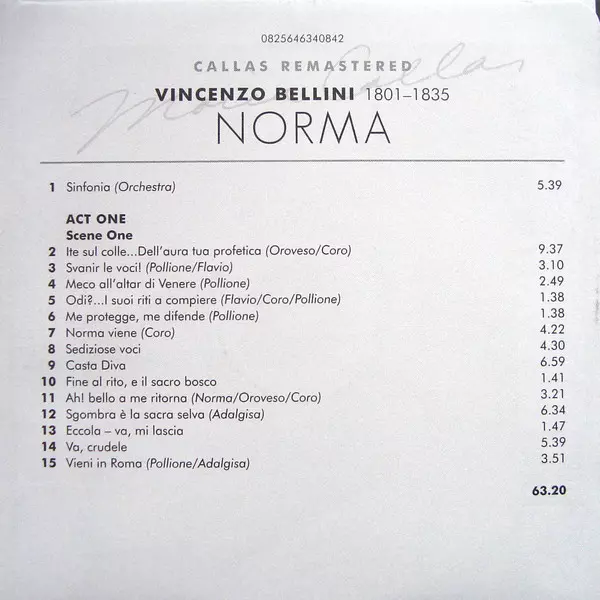 0825646340842
CALLAS REMASTERED
Maria Callas
VINCENZO BELLINI 1801–1835
NORMA
1 Sinfonia (Orchestra) 5.39
ACT ONE
Scene One
2 Ite sul colle...Dell'aura tua profetica (Oroveso/Coro) 9.37
3 Svanir le voci! (Pollione/Flavio) 3.10
4 Meco all'altar di Venere (Pollione) 2.49
5 Odi?...I suoi riti a compiere (Flavio/Coro/Pollione) 1.38
6 Me protegge, me difende (Pollione) 1.38
7 Norma viene (Coro) 4.22
8 Sediziose voci 4.30
9 Casta Diva 6.59
10 Fine al rito, e il sacro bosco 1.41
11 Ah! bello a me ritorna (Norma/Oroveso/Coro) 3.21
12 Sgombra è la sacra selva (Adalgisa) 6.34
13 Eccola – va, mi lascia 1.47
14 Va, crudele 5.39
15 Vieni in Roma (Pollione/Adalgisa) 3.51
63.20